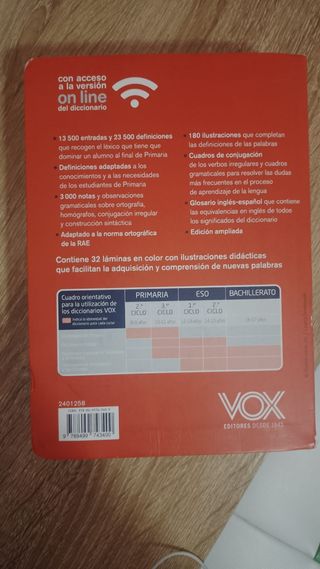 con acceso
a la versión
on line
del diccionario
• 13 500 entradas y 23 500 definiciones
que recogen el léxico que tiene que
dominar un alumno al final de Primaria
• Definiciones adaptadas a los
conocimientos y a las necesidades
de los estudiantes de Primaria
• 3 000 notas y observaciones
gramaticales sobre ortografía,
homógrafos, conjugación irregular
y construcción sintáctica
• Adaptado a la norma ortográfica
de la RAE
• 180 ilustraciones que completan
las definiciones de las palabras
• Cuadros de conjugación
de los verbos irregulares y cuadros
gramaticales para resolver las dudas
más frecuentes en el proceso
de aprendizaje de la lengua
• Glosario inglés-español que contiene
las equivalencias en inglés de todos
los significados del diccionario
• Edición ampliada
Contiene 32 láminas en color con ilustraciones didácticas
que facilitan la adquisición y comprensión de nuevas palabras
Cuadro orientativo
para la utilización de
los diccionarios VOX
PRIMARIA ESO BACHILLERATO
2.º CICLO 3.er CICLO 1.er CICLO 2.º CICLO
2401258
9 788499 743490
VOX
EDITORES DESDE